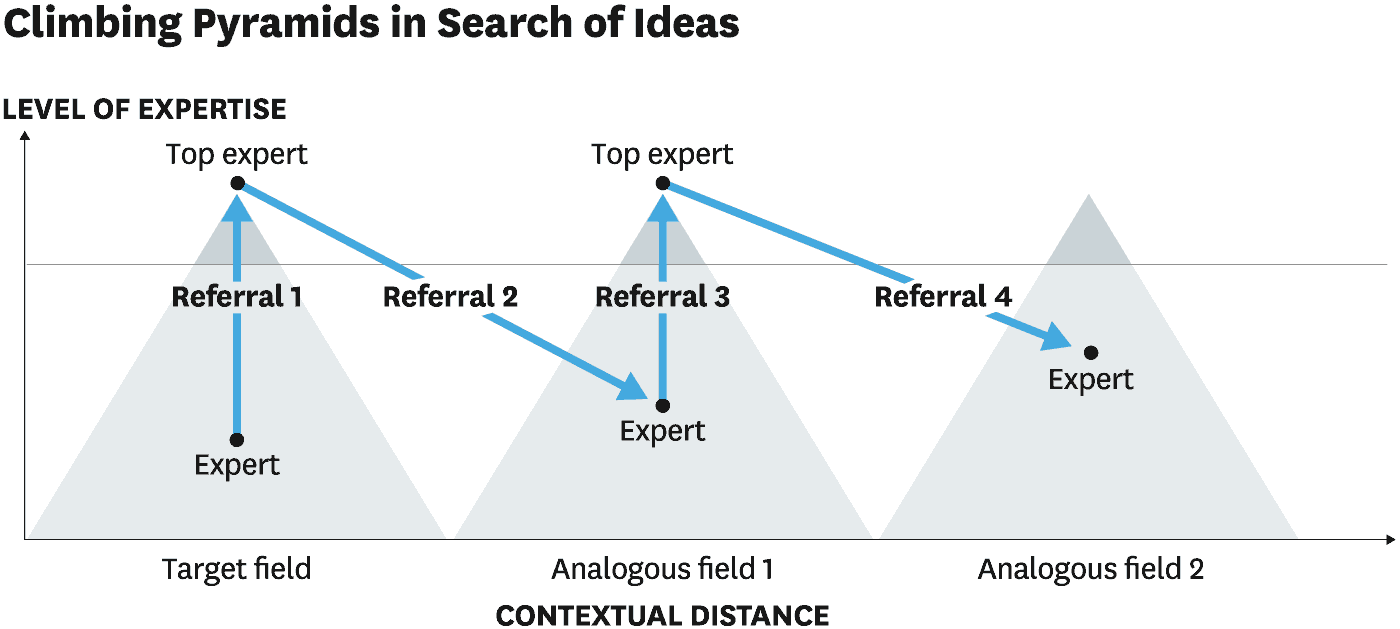 Climbing Pyramids in Search of Ideas
LEVEL OF EXPERTISE
Top expert
Top expert
Referral 1
Referral 2
Referral 3
Referral 4
Expert
Expert
Expert
Target field
Analogous field 1
Analogous field 2
CONTEXTUAL DISTANCE